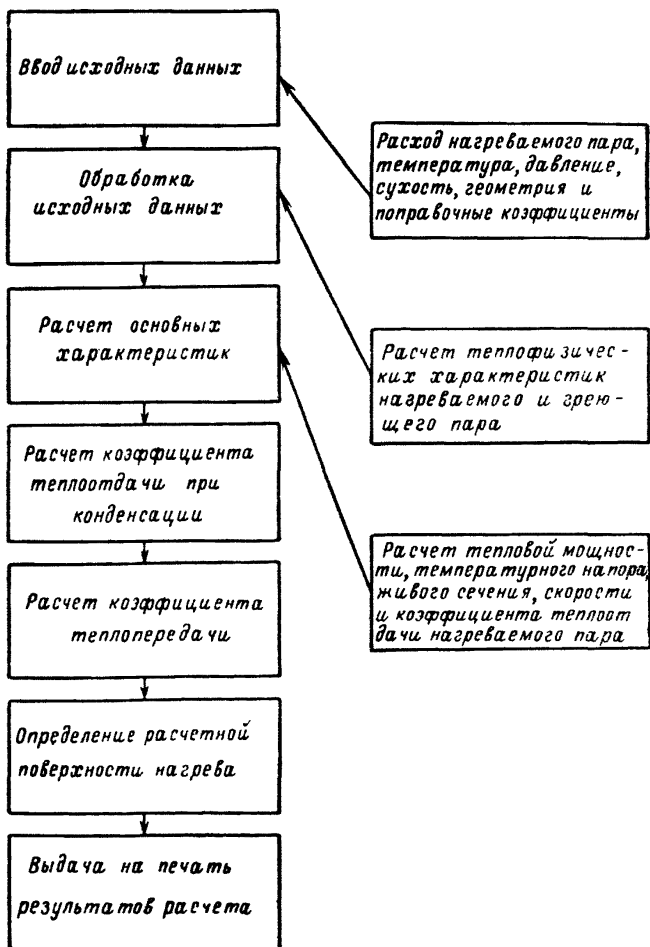 Ввод исходных данных
Обработка
исходных данных
Расчет основных
характеристик
Расчет коэффициента
теплоотдачи при
конденсации
Расчет коэффициента
теплопередачи
Определение расчетной
поверхности нагрева
Выдача на печать
результатов расчета
Расход нагреваемого пара,
температура, давление,
сухость, геометрия и
поправочные коэффициенты
Расчет теплофизичес-
ких характеристик
нагреваемого и грею-
щего пара
Расчет тепловой мощнос-
ти, температурного напора,
живого сечения, скорости
и коэффициента теплоот
дачи нагреваемого пара